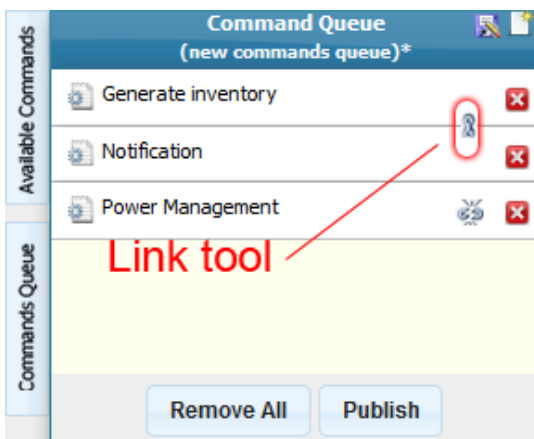 Available Commands
Commands Queue
Command Queue
(new commands queue)*
Generate inventory
Notification
Power Management
Link tool
Remove All
Publish